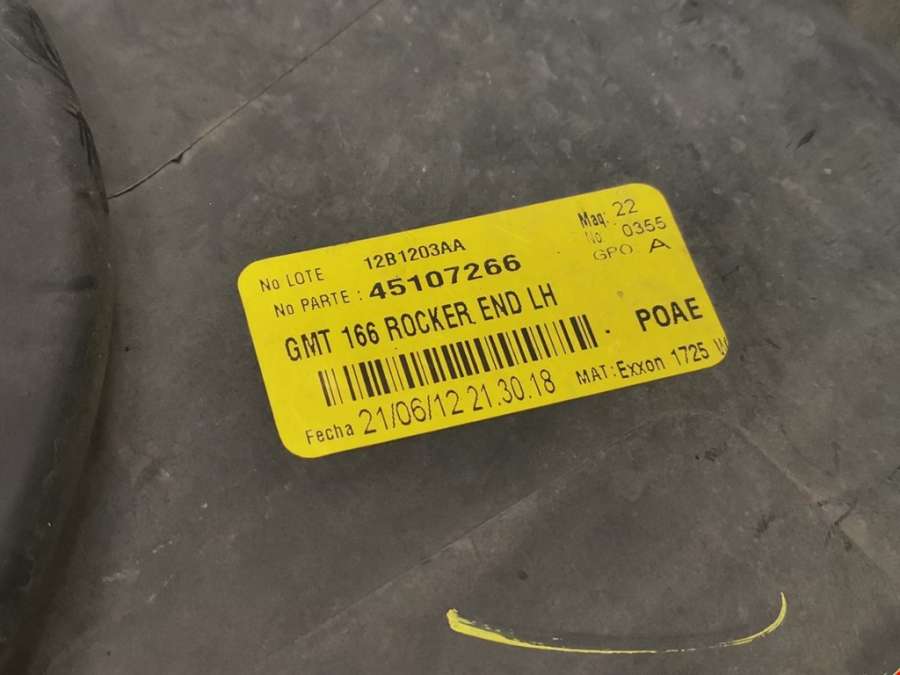 No LOTE 12B1203AA Maq: 22
No PARTE : 45107266 No 0355
GPO. A
GMT 166 ROCKER END LH POAE
Fecha 21/06/12 21.30.18 MAT: Exxon 1725